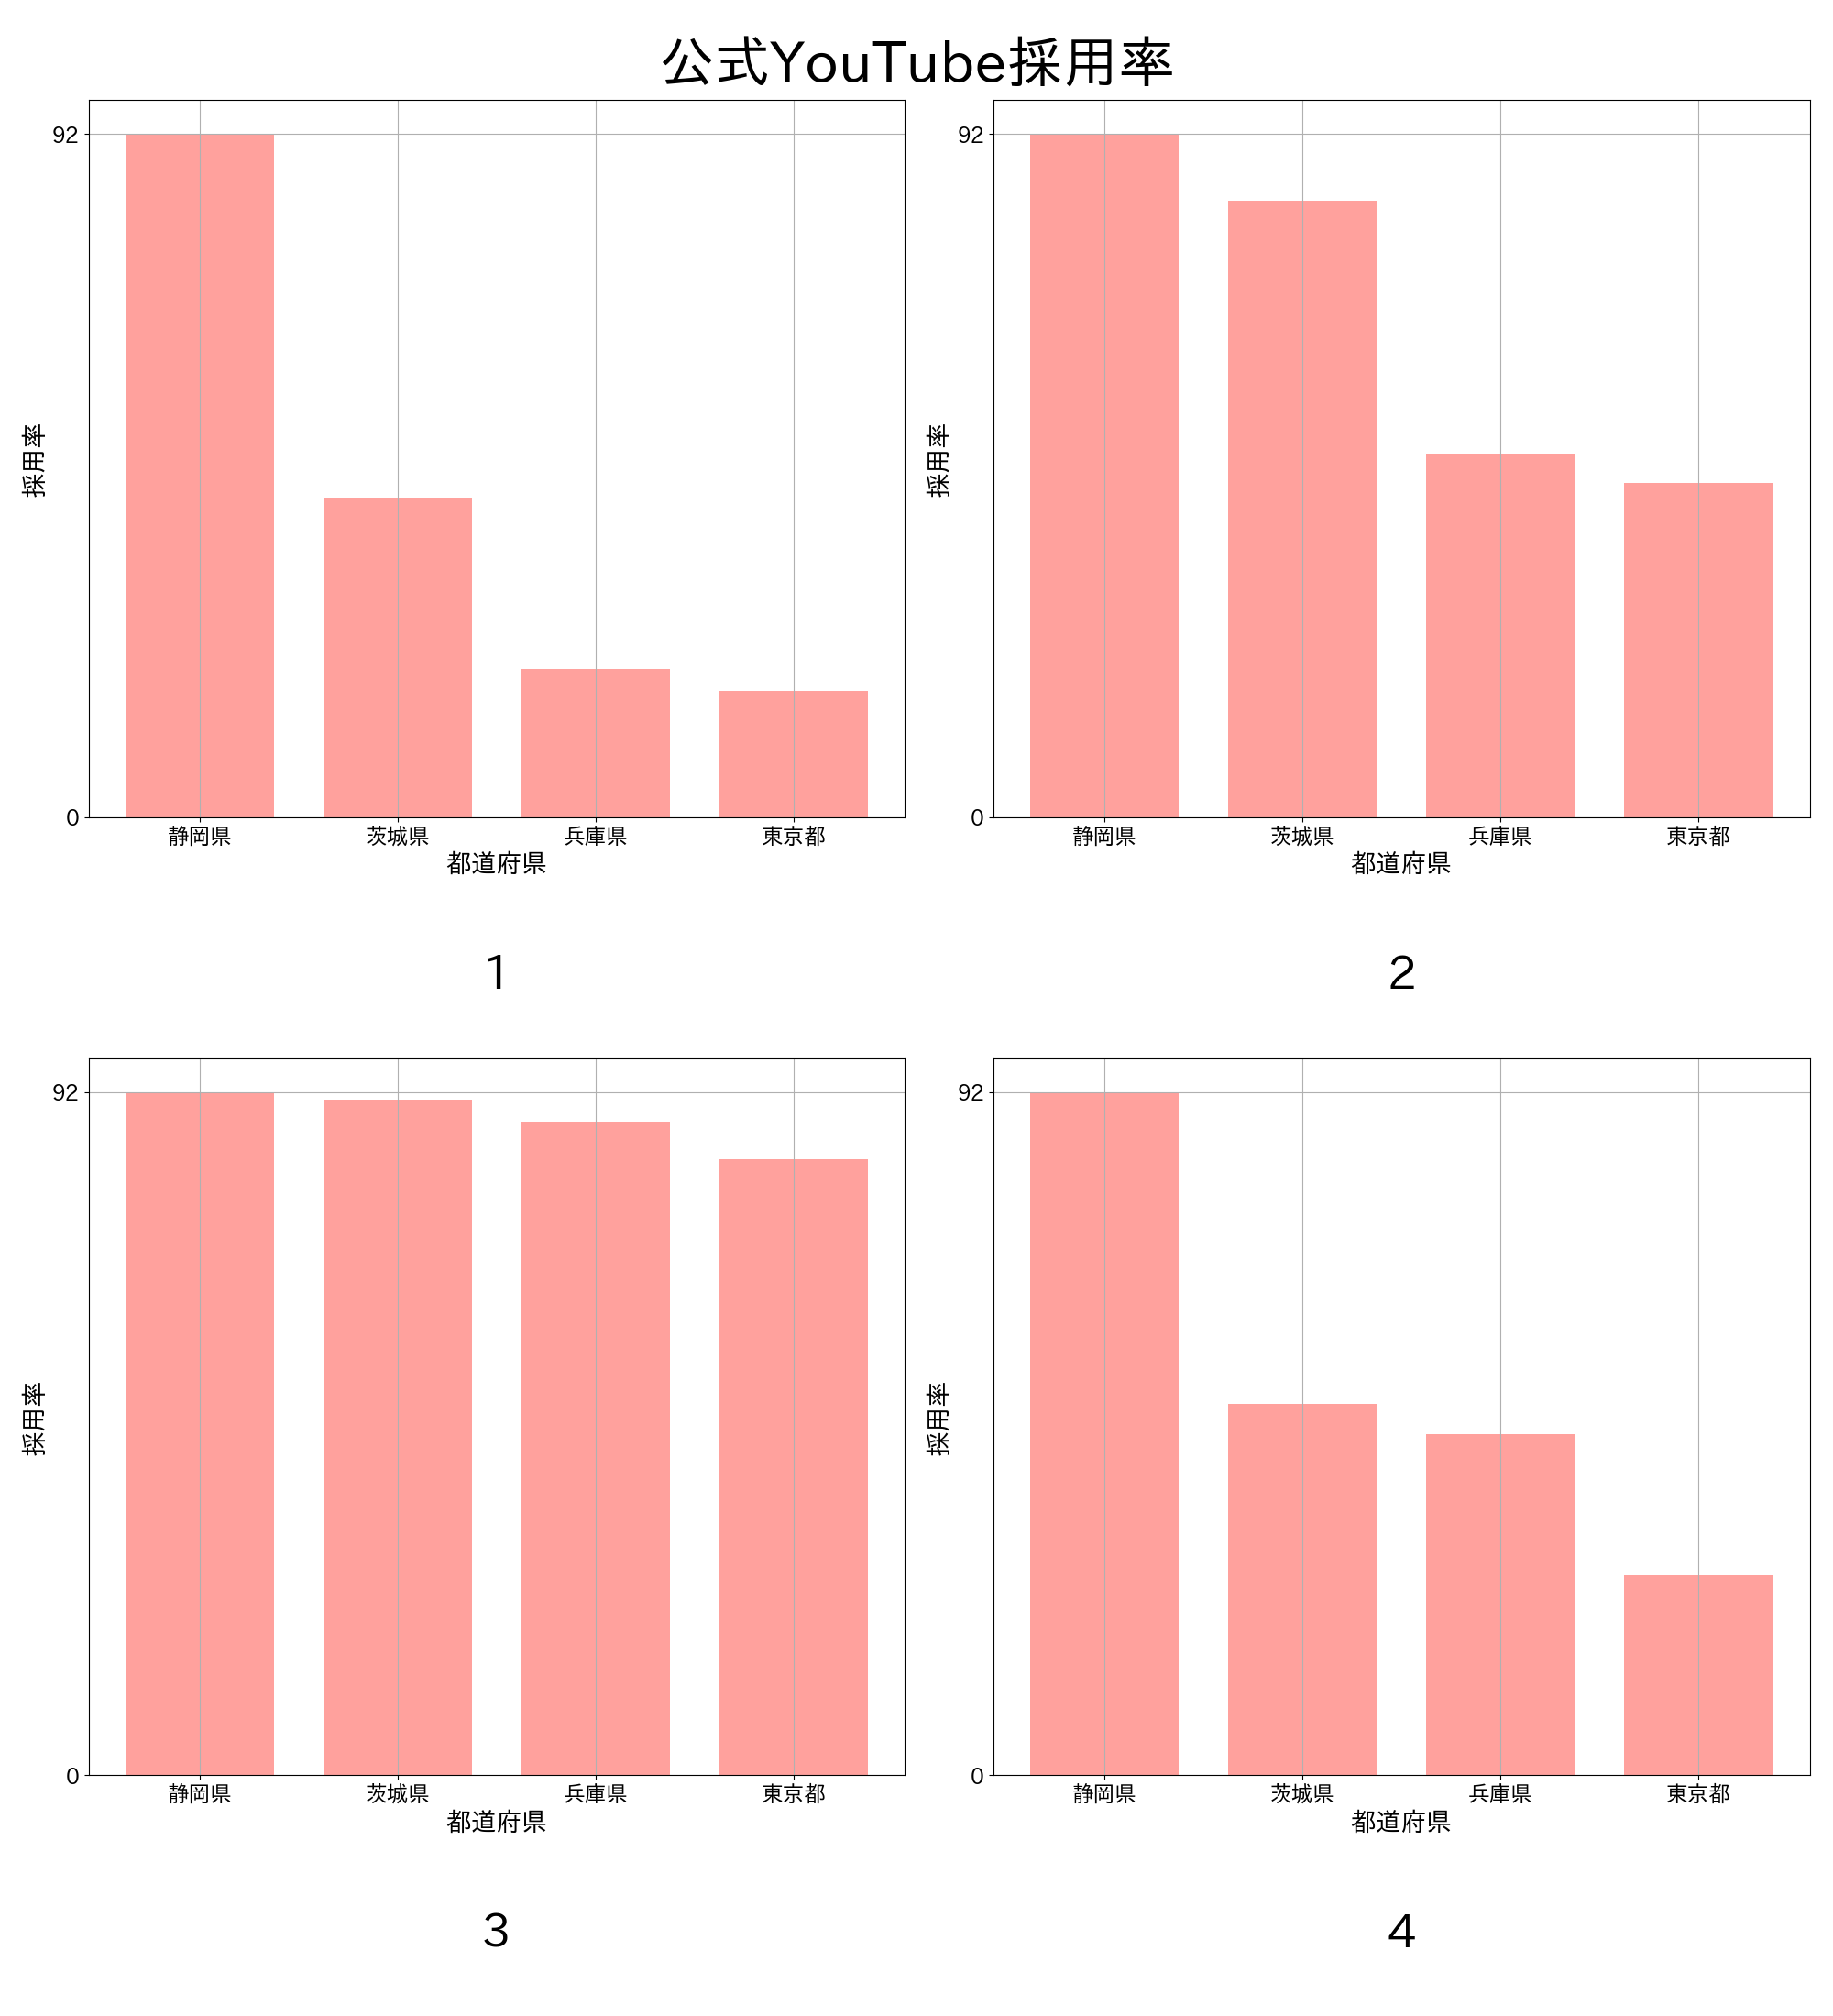 公式YouTube採用率
92
0
採用率
静岡県 茨城県 兵庫県 東京都
都道府県
1
92
0
採用率
静岡県 茨城県 兵庫県 東京都
都道府県
2
92
0
採用率
静岡県 茨城県 兵庫県 東京都
都道府県
3
92
0
採用率
静岡県 茨城県 兵庫県 東京都
都道府県
4